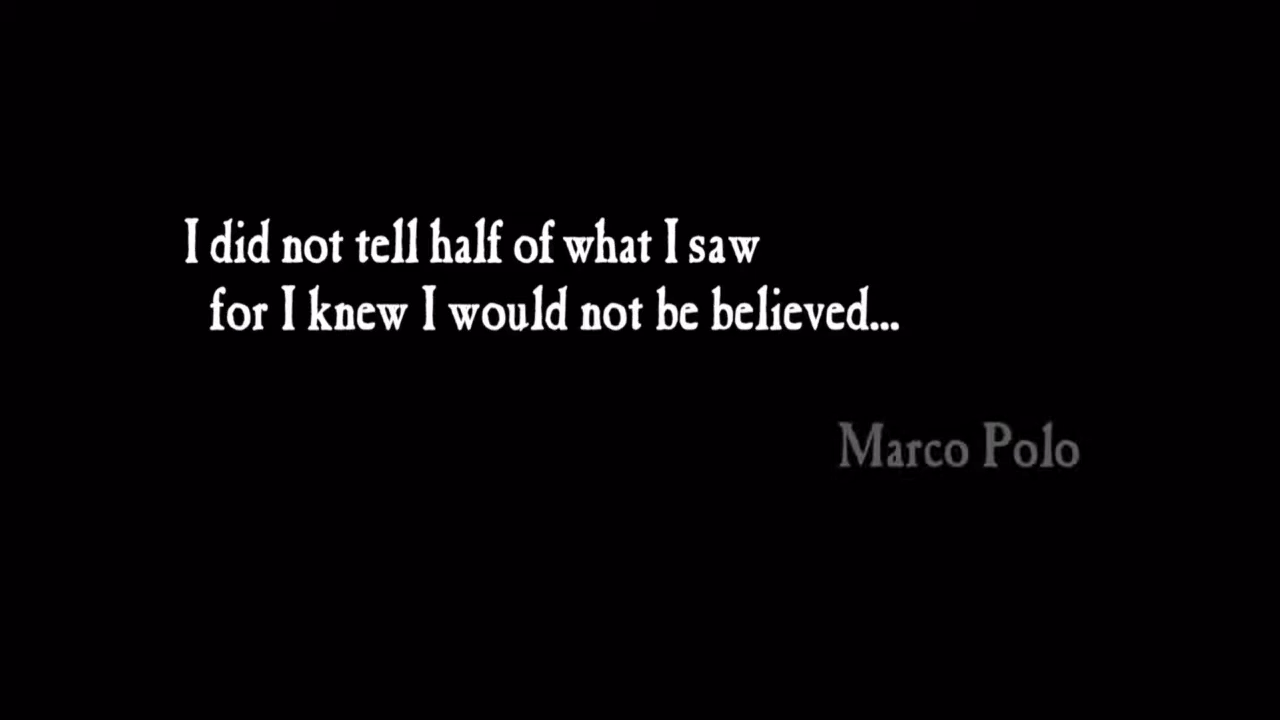 I did not tell half of what I saw
for I knew I would not be believed...
Marco Polo